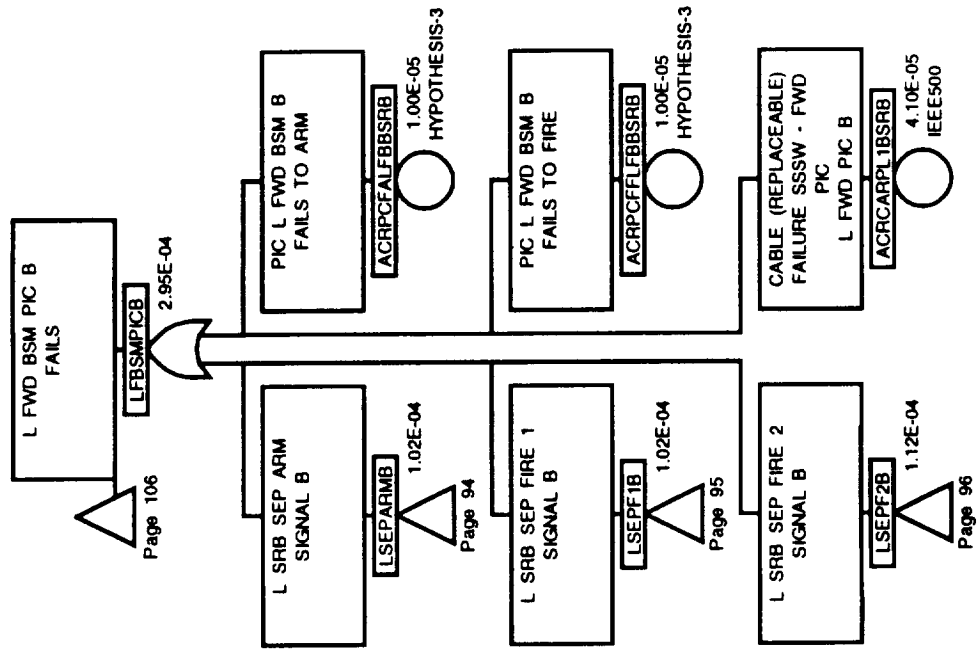 L FWD BSM PIC B
FAILS
LFBSMPICB
2.95E-04
Page 106
L SRB SEP ARM
SIGNAL B
LSEPARMB
1.02E-04
Page 94
PIC L FWD BSM B
FAILS TO ARM
ACRPCFALFBBSRB
1.00E-05
HYPOTHESIS-3
L SRB SEP FIRE 1
SIGNAL B
LSEPF1B
1.02E-04
Page 95
PIC L FWD BSM B
FAILS TO FIRE
ACRPCFFLFBBSRB
1.00E-05
HYPOTHESIS-3
L SRB SEP FIRE 2
SIGNAL B
LSEPF2B
1.12E-04
Page 96
CABLE (REPLACEABLE)
FAILURE SSSW - FWD
PIC
L FWD PIC B
ACRCARPL1BSRB
4.10E-05
IEEE500